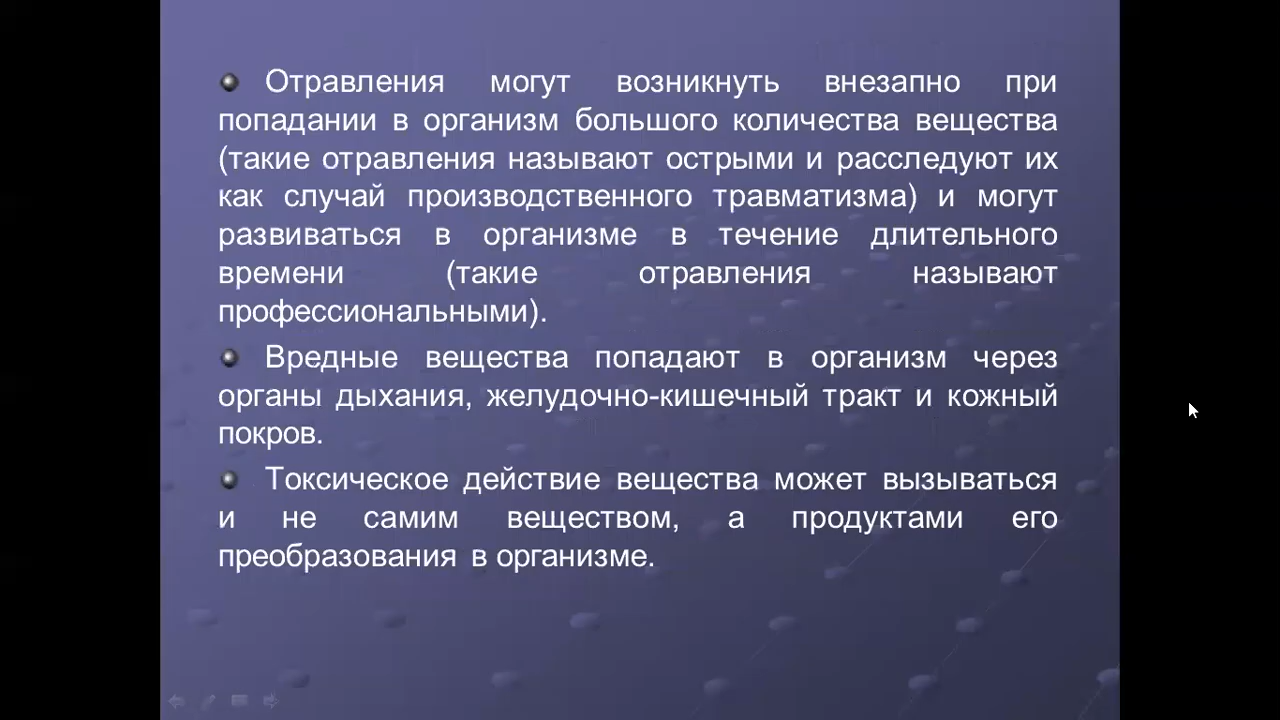 Отравления могут возникнуть внезапно при
попадании в организм большого количества вещества
(такие отравления называют острыми и расследуют их
как случай производственного травматизма) и могут
развиваться в организме в течение длительного
времени (такие отравления называют
профессиональными).
Вредные вещества попадают в организм через
органы дыхания, желудочно-кишечный тракт и кожный
покров.
Токсическое действие вещества может вызываться
и не самим веществом, а продуктами его
преобразования в организме.